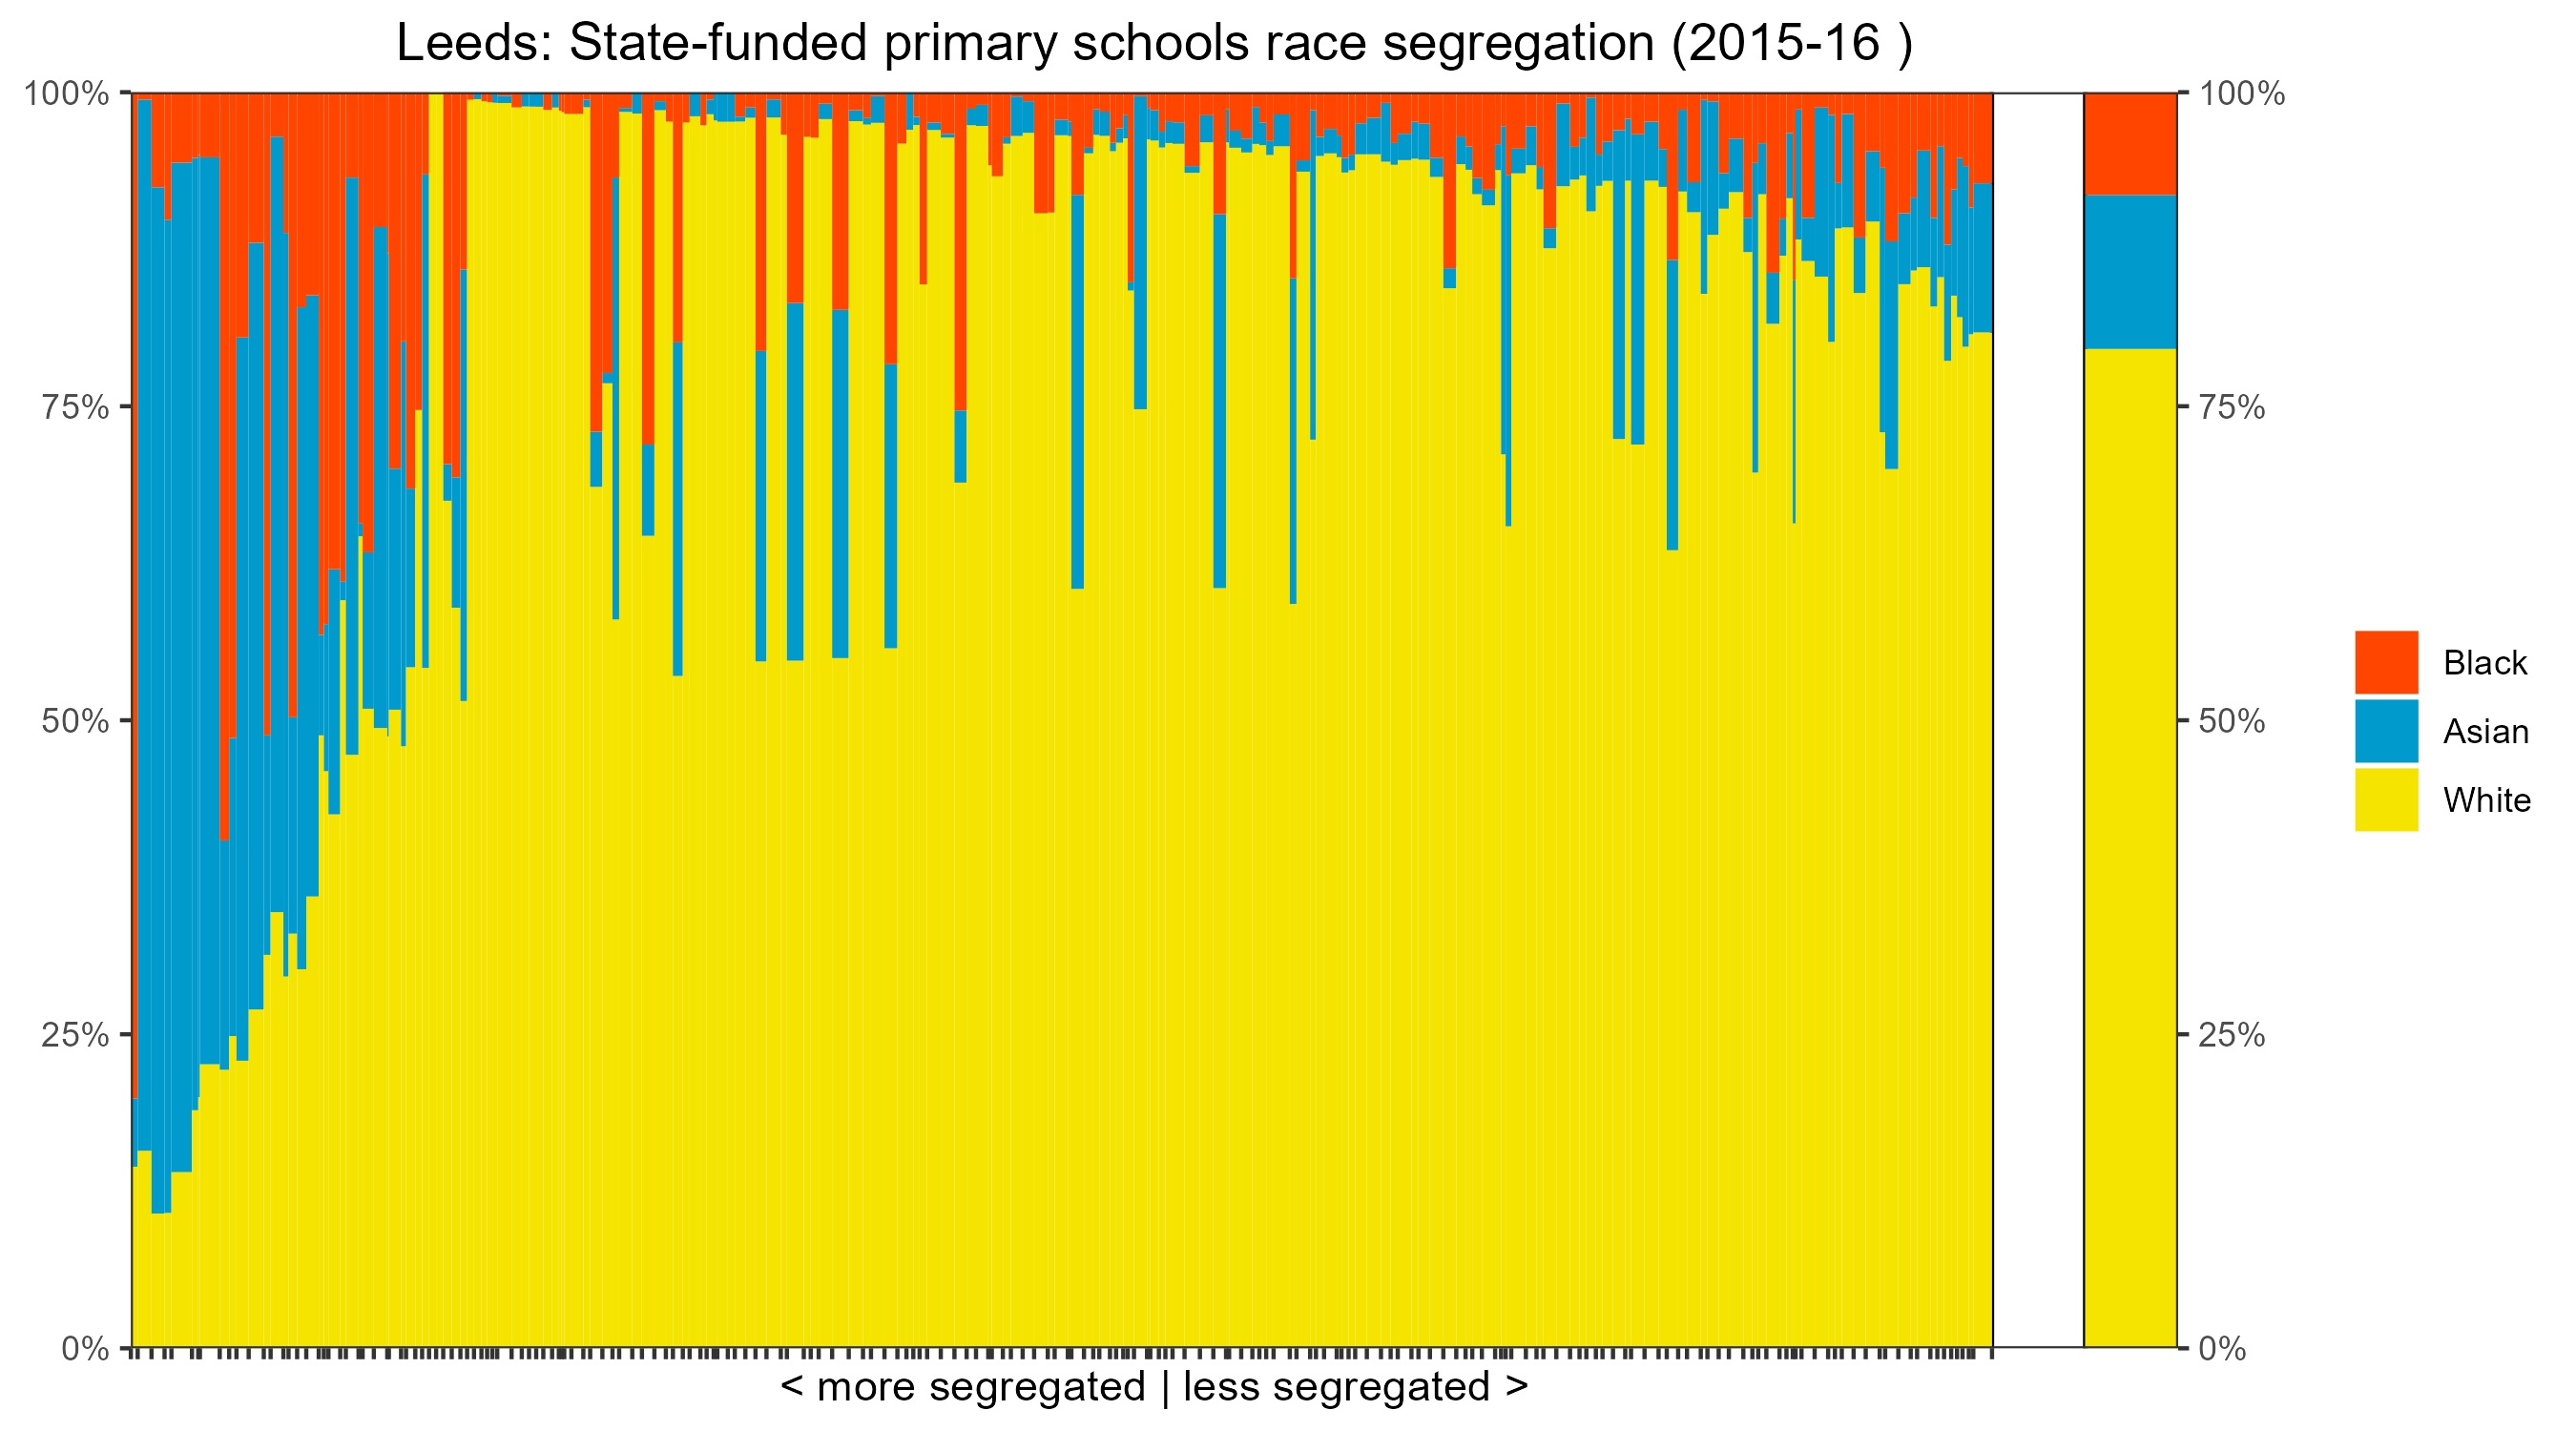 Leeds: State-funded primary schools race segregation (2015-16 )
100%
75%
50%
25%
0%
100%
75%
50%
25%
0%
Black
Asian
White
< more segregated | less segregated >